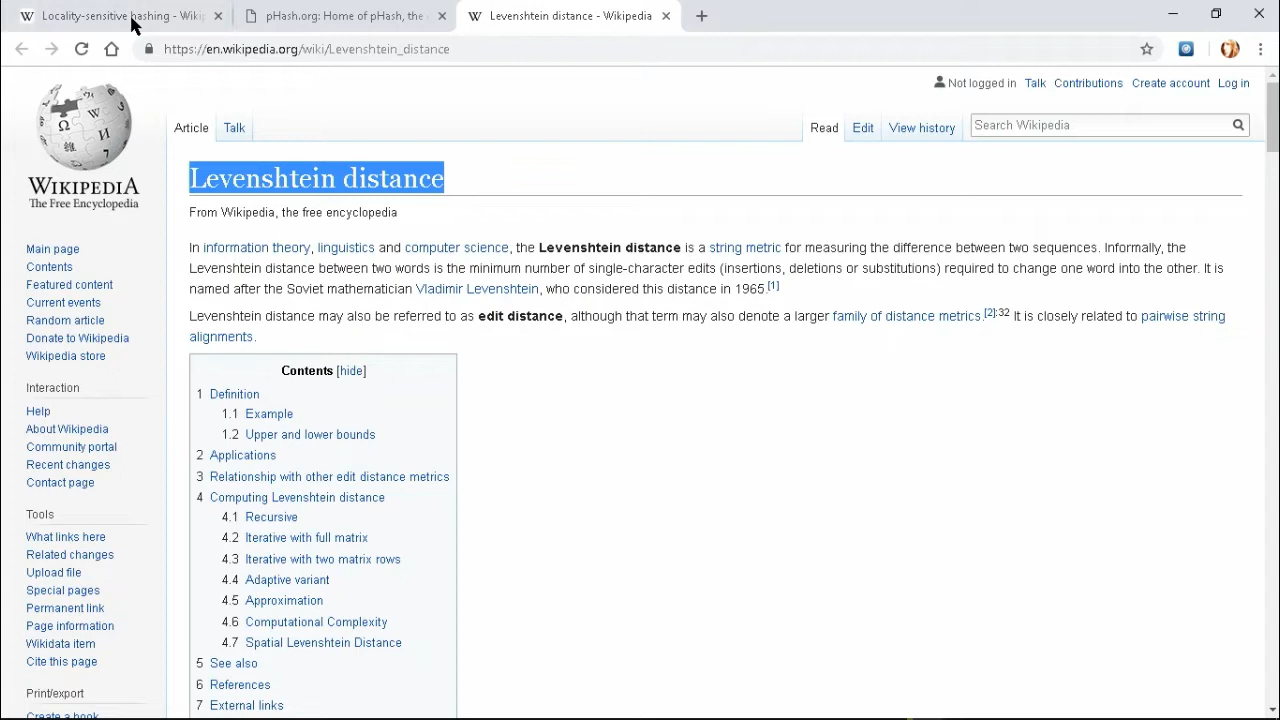 Locality-sensitive hashing - Wiki
pHash.org: Home of pHash, the
Levenshtein distance - Wikipedia
https://en.wikipedia.org/wiki/Levenshtein_distance
Not logged in Talk Contributions Create account Log in
Article Talk Read Edit View history Search Wikipedia
WIKIPEDIA
The Free Encyclopedia
Main page
Contents
Featured content
Current events
Random article
Donate to Wikipedia
Wikipedia store
Interaction
Help
About Wikipedia
Community portal
Recent changes
Contact page
Tools
What links here
Related changes
Upload file
Special pages
Permanent link
Page information
Wikidata item
Cite this page
Print/export
Create a book
Levenshtein distance
From Wikipedia, the free encyclopedia
In information theory, linguistics and computer science, the Levenshtein distance is a string metric for measuring the difference between two sequences. Informally, the
Levenshtein distance between two words is the minimum number of single-character edits (insertions, deletions or substitutions) required to change one word into the other. It is
named after the Soviet mathematician Vladimir Levenshtein, who considered this distance in 1965.[1]
Levenshtein distance may also be referred to as edit distance, although that term may also denote a larger family of distance metrics.[2]:32 It is closely related to pairwise string
alignments.
Contents [hide]
1 Definition
1.1 Example
1.2 Upper and lower bounds
2 Applications
3 Relationship with other edit distance metrics
4 Computing Levenshtein distance
4.1 Recursive
4.2 Iterative with full matrix
4.3 Iterative with two matrix rows
4.4 Adaptive variant
4.5 Approximation
4.6 Computational Complexity
4.7 Spatial Levenshtein Distance
5 See also
6 References
7 External links